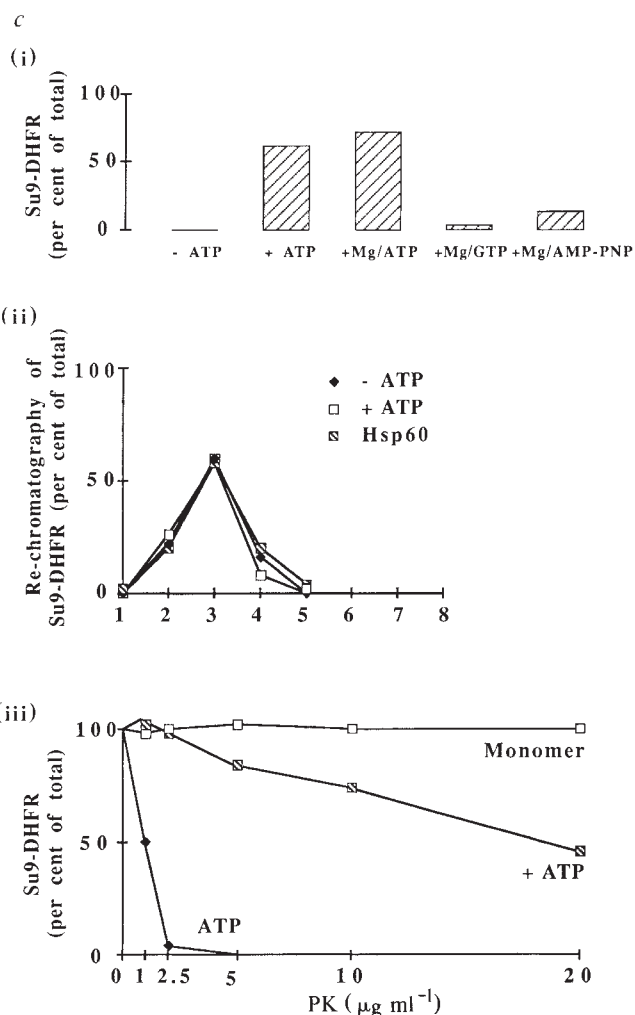 c
(i)
Su9-DHFR
(per cent of total)
100
50
0
- ATP
+ ATP
+Mg/ATP
+Mg/GTP
+Mg/AMP-PNP
(ii)
Re-chromatography of
Su9-DHFR (per cent of total)
100
50
0
- ATP
+ ATP
Hsp60
1 2 3 4 5 6 7 8
(iii)
Su9-DHFR
(per cent of total)
100
50
0
Monomer
+ ATP
ATP
0 1 2.5 5 10 20
PK (μg ml⁻¹)